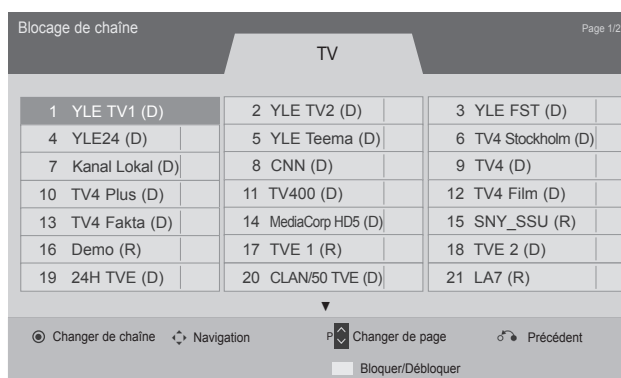 Blocage de chaîne
Page 1/2
TV
1 YLE TV1 (D) 2 YLE TV2 (D) 3 YLE FST (D)
4 YLE24 (D) 5 YLE Teema (D) 6 TV4 Stockholm (D)
7 Kanal Lokal (D) 8 CNN (D) 9 TV4 (D)
10 TV4 Plus (D) 11 TV400 (D) 12 TV4 Film (D)
13 TV4 Fakta (D) 14 MediaCorp HD5 (D) 15 SNY_SSU (R)
16 Demo (R) 17 TVE 1 (R) 18 TVE 2 (D)
19 24H TVE (D) 20 CLAN/50 TVE (D) 21 LA7 (R)
Changer de chaîne Navigation P Changer de page Précédent
Bloquer/Débloquer